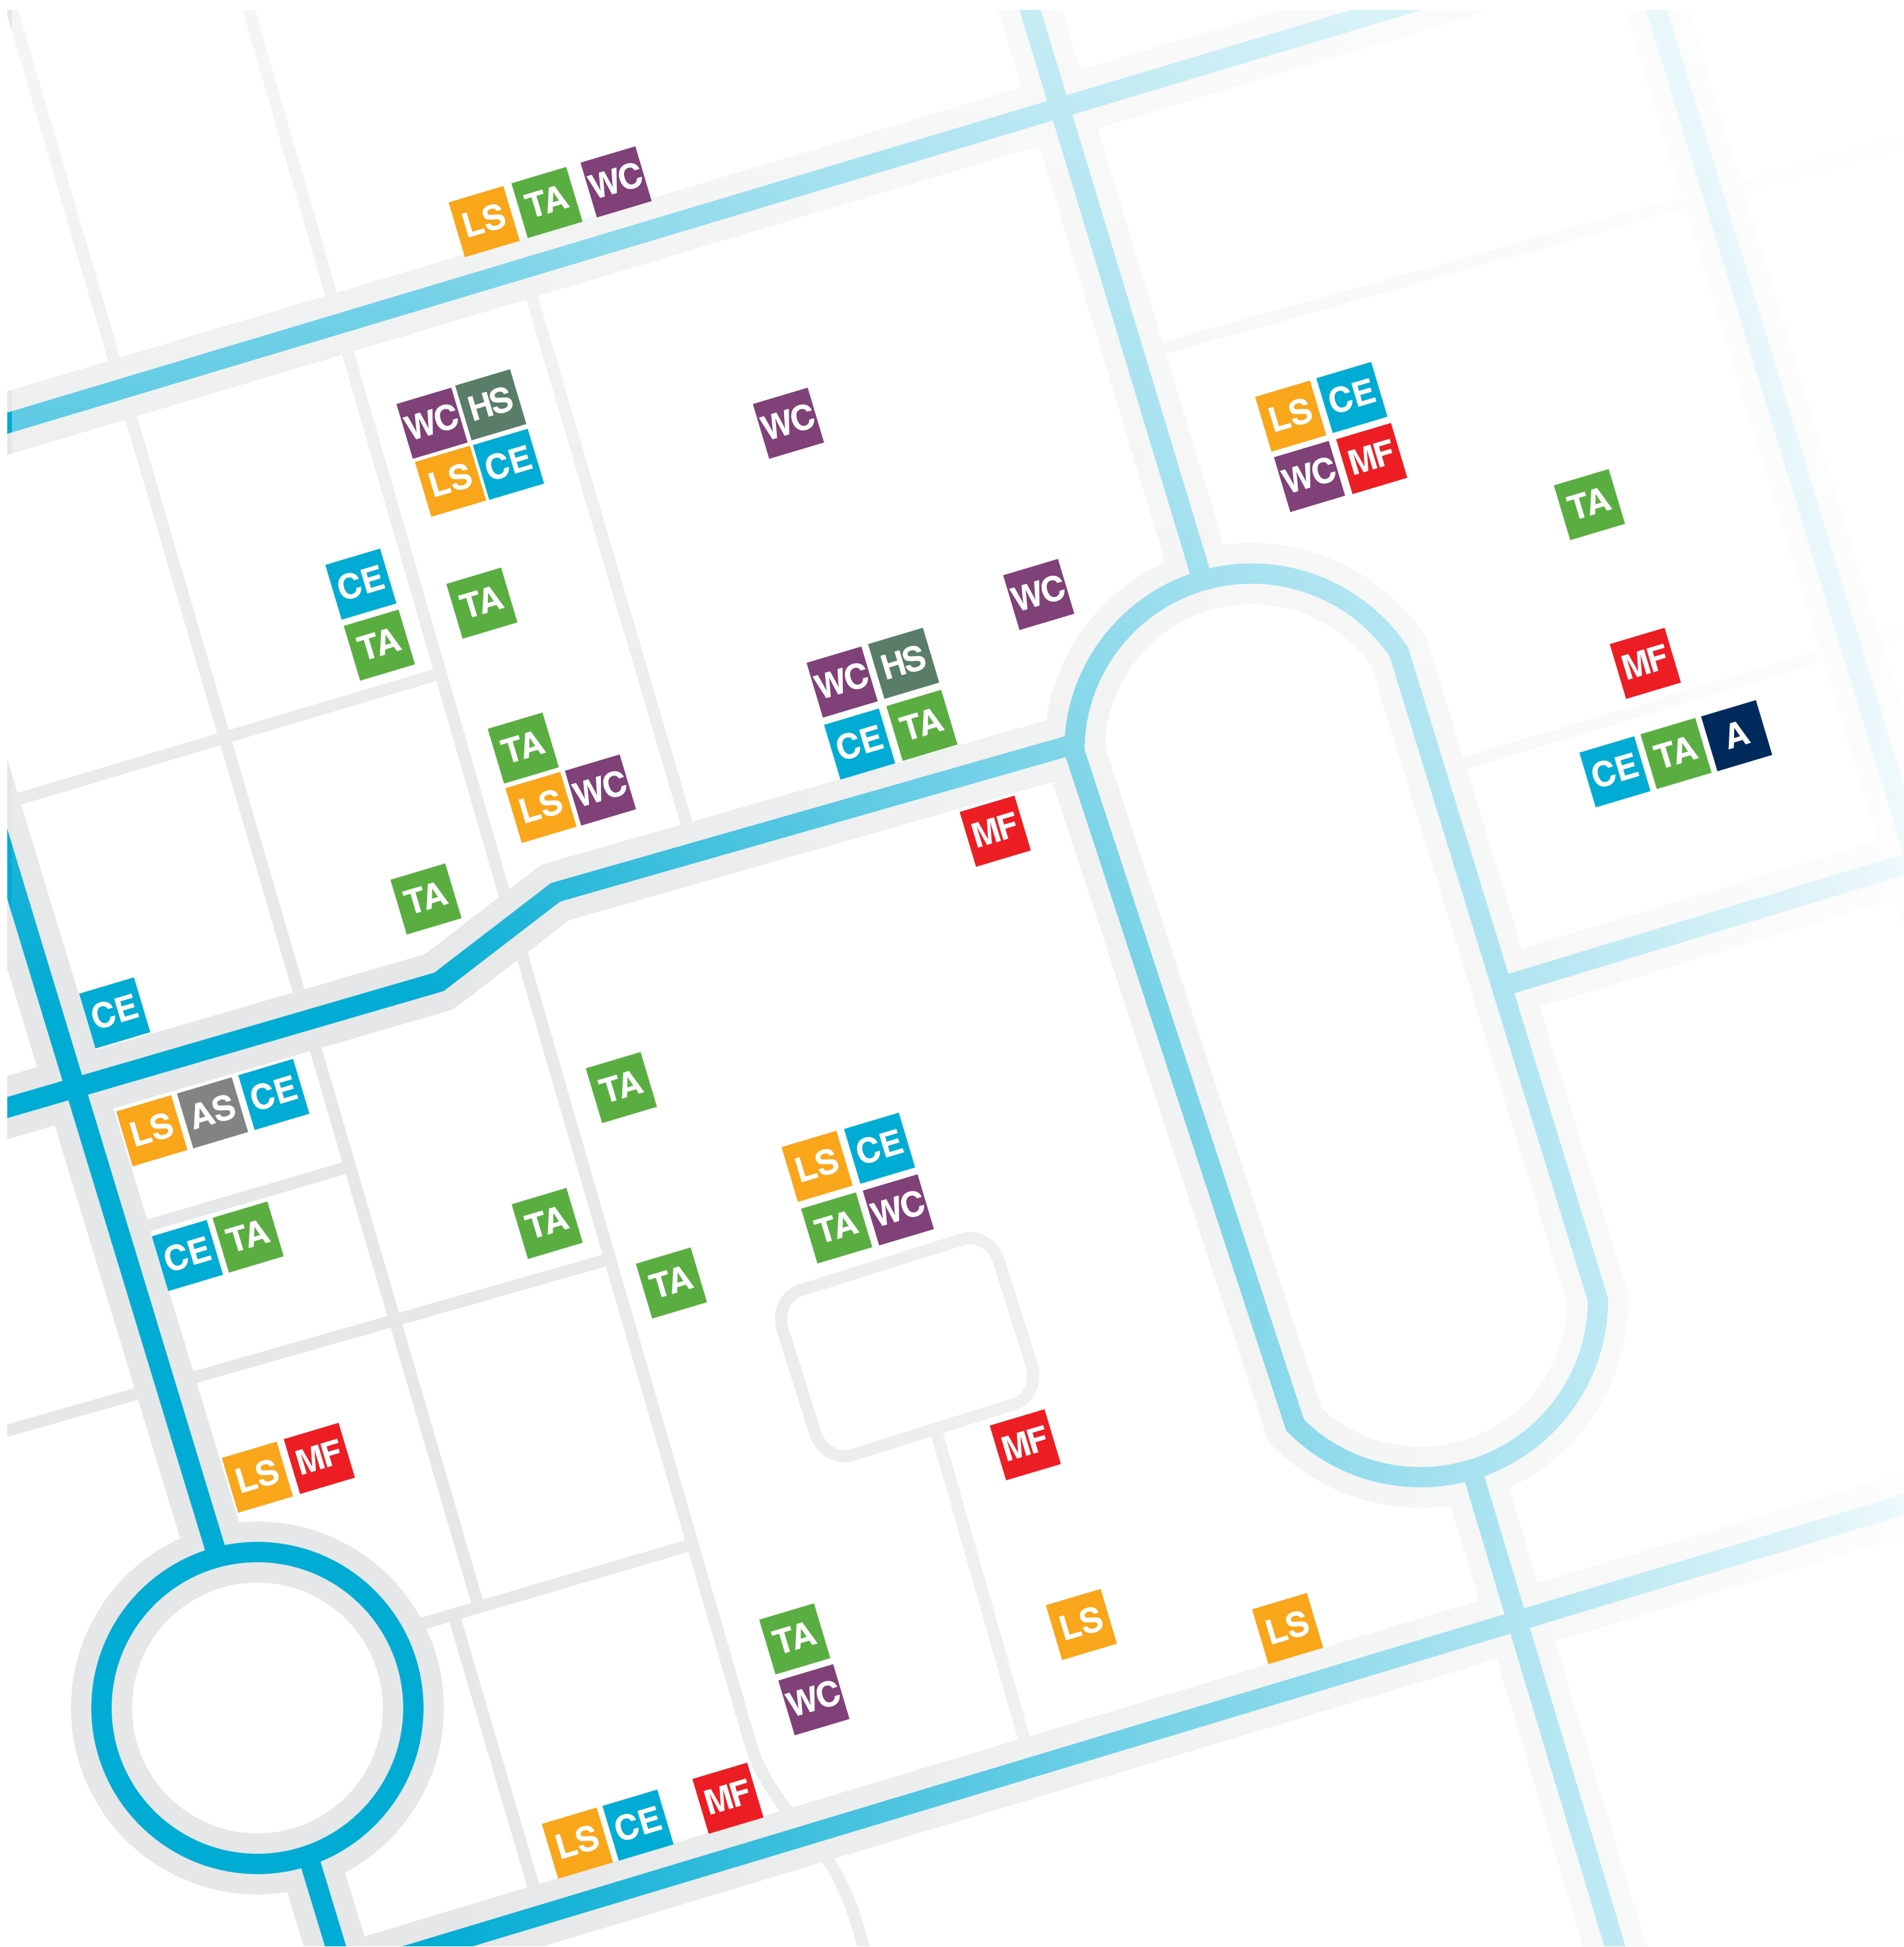 LS TA WC
WC HS
LS CE
WC
LS CE
WC MF
TA
CE
TA
TA
WC
WC HS
CE TA
MF
CE TA A
TA
LS WC
MF
TA
CE
LS AS CE
TA
LS CE
TA WC
CE TA
TA
TA
LS MF
MF
TA
WC
LS
LS
LS CE MF